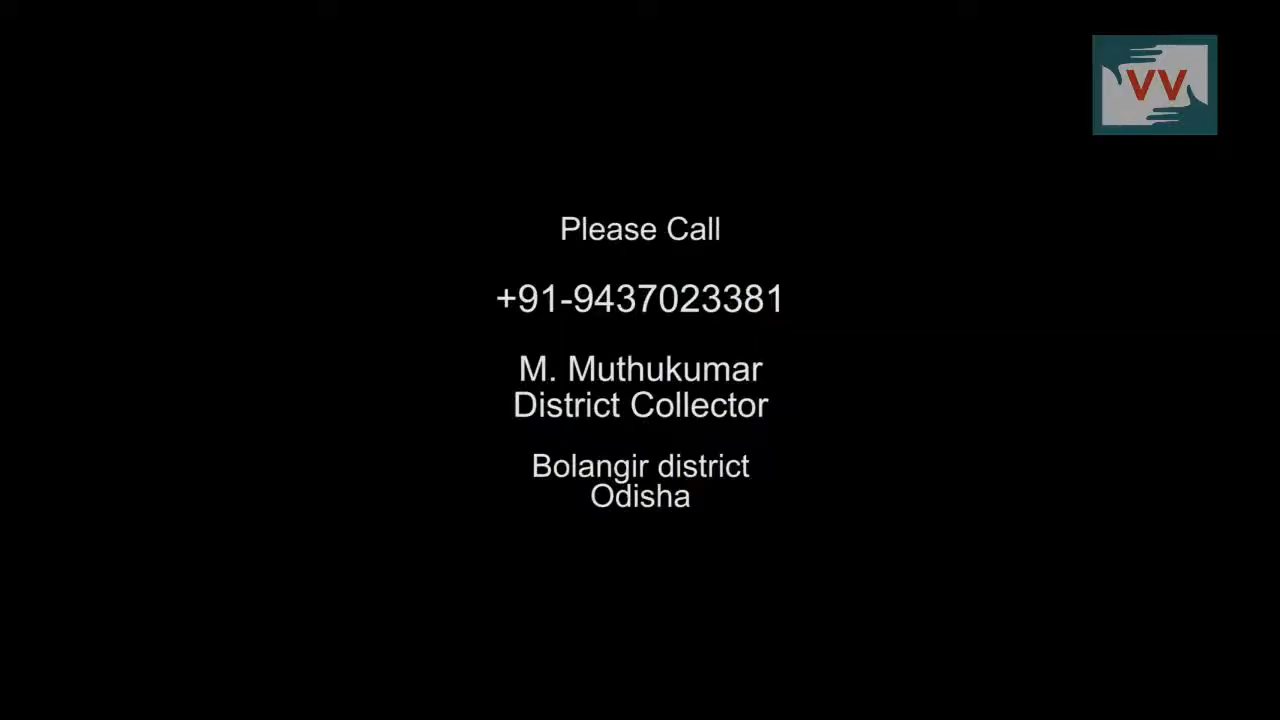 VV
Please Call
+91-9437023381
M. Muthukumar
District Collector
Bolangir district
Odisha